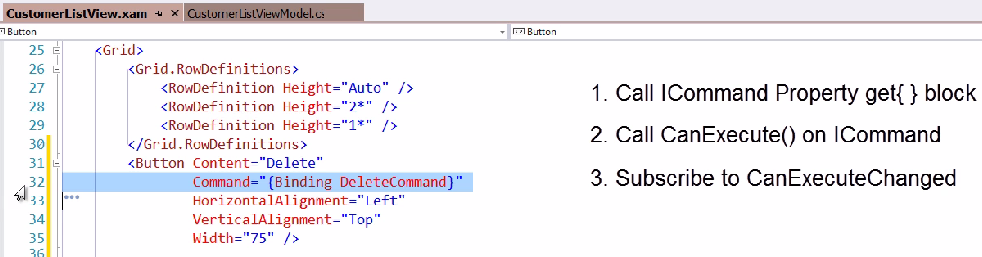 CustomerListView.xam
CustomerListViewModel.cs
Button
Button
25 <Grid>
26 <Grid.RowDefinitions>
27 <RowDefinition Height="Auto" />
28 <RowDefinition Height="2*" />
29 <RowDefinition Height="1*" />
30 </Grid.RowDefinitions>
31 <Button Content="Delete"
32 Command="{Binding DeleteCommand}"
33 HorizontalAlignment="Left"
34 VerticalAlignment="Top"
35 Width="75" />
36
1. Call ICommand Property get{ } block
2. Call CanExecute() on ICommand
3. Subscribe to CanExecuteChanged